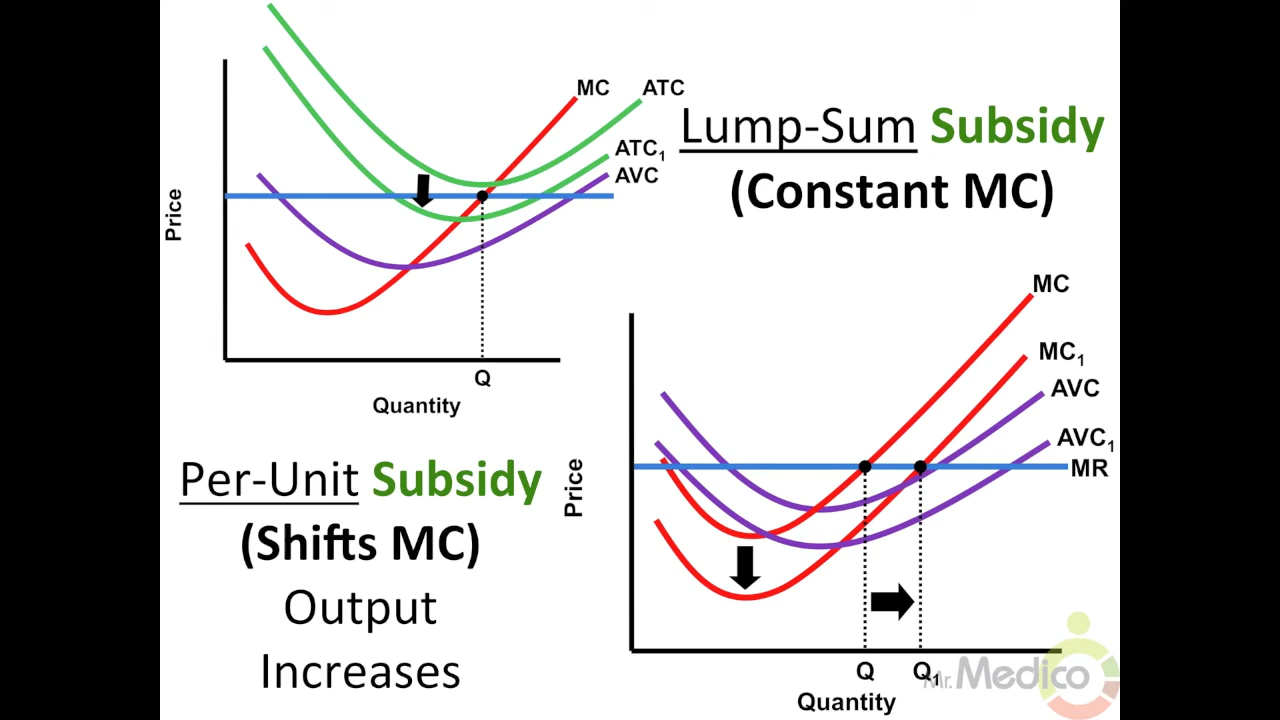 MC
ATC
ATC₁
AVC
Price
Q
Quantity
Lump-Sum Subsidy
(Constant MC)
Per-Unit Subsidy
(Shifts MC)
Output
Increases
MC
MC₁
AVC
AVC₁
MR
Price
Q
Q₁
Quantity
Mr. Medico